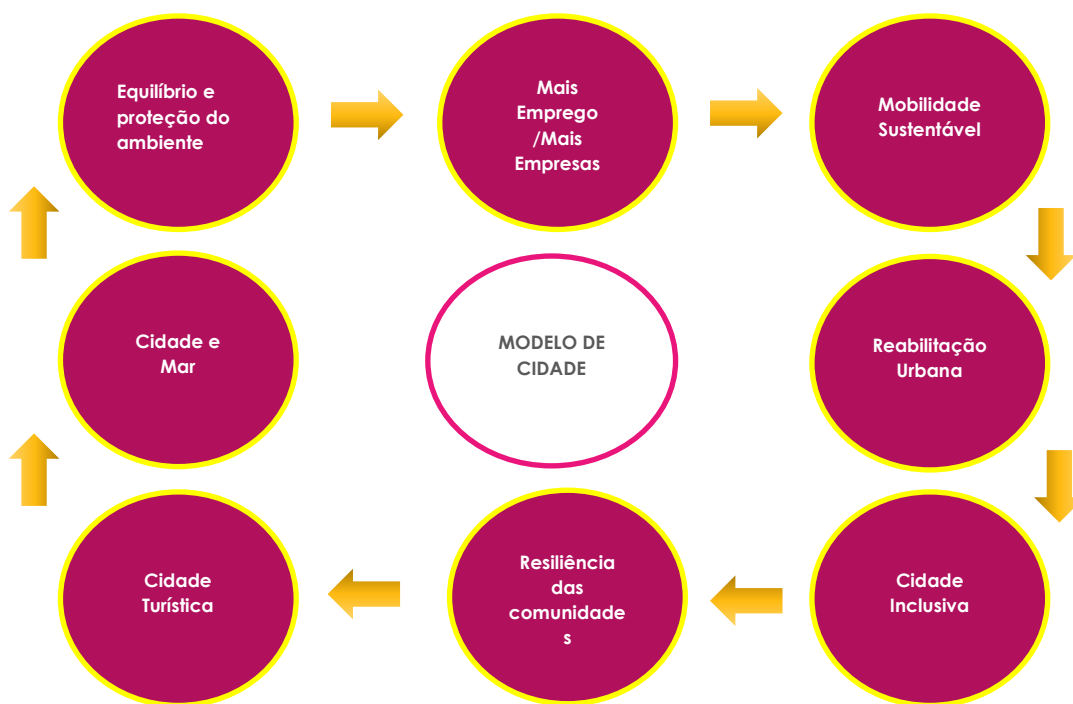 Equilíbrio e
proteção do
ambiente
Mais
Emprego
/Mais
Empresas
Mobilidade
Sustentável
Cidade e
Mar
MODELO DE
CIDADE
Reabilitação
Urbana
Cidade
Turística
Resiliência
das
comunidade
s
Cidade
Inclusiva